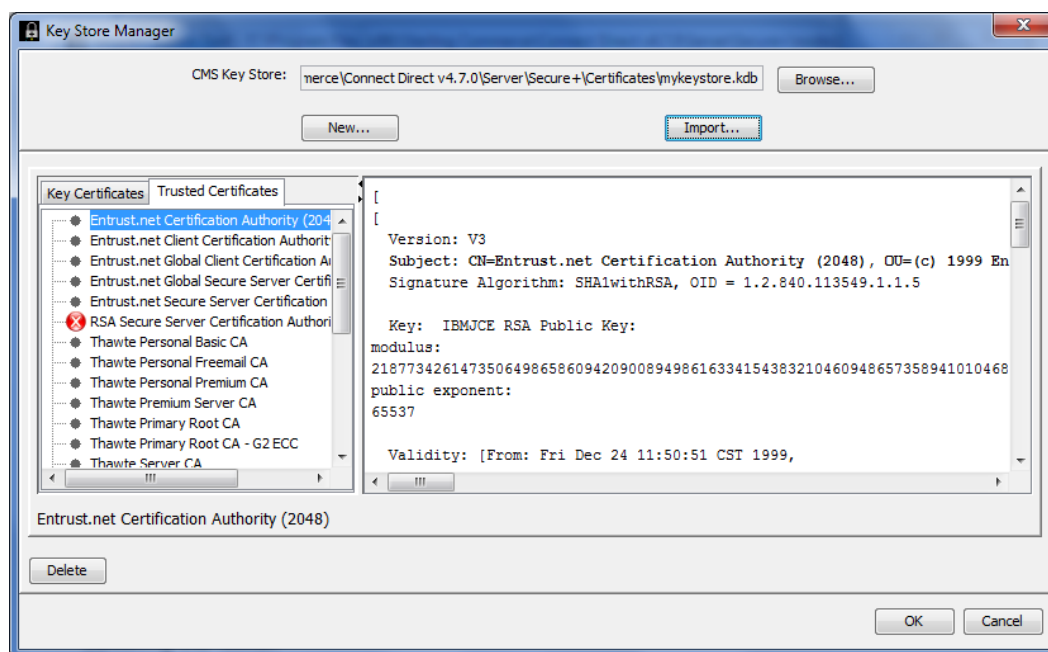 Key Store Manager
CMS Key Store:
merce\Connect Direct v4.7.0\Server\Secure+\Certificates\mykeystore.kdb
Browse...
New...
Import...
Key Certificates
Trusted Certificates
Entrust.net Certification Authority (204
Entrust.net Client Certification Authorit
Entrust.net Global Client Certification A
Entrust.net Global Secure Server Certifi
Entrust.net Secure Server Certification
RSA Secure Server Certification Authori
Thawte Personal Basic CA
Thawte Personal Freemail CA
Thawte Personal Premium CA
Thawte Premium Server CA
Thawte Primary Root CA
Thawte Primary Root CA - G2 ECC
Thawte Server CA
[
[
Version: V3
Subject: CN=Entrust.net Certification Authority (2048), OU=(c) 1999 En
Signature Algorithm: SHA1withRSA, OID = 1.2.840.113549.1.1.5
Key: IBMJCE RSA Public Key:
modulus:
218773426147350649865860942090089498616334154383210460948657358941010468
public exponent:
65537
Validity: [From: Fri Dec 24 11:50:51 CST 1999,
Entrust.net Certification Authority (2048)
Delete
OK
Cancel